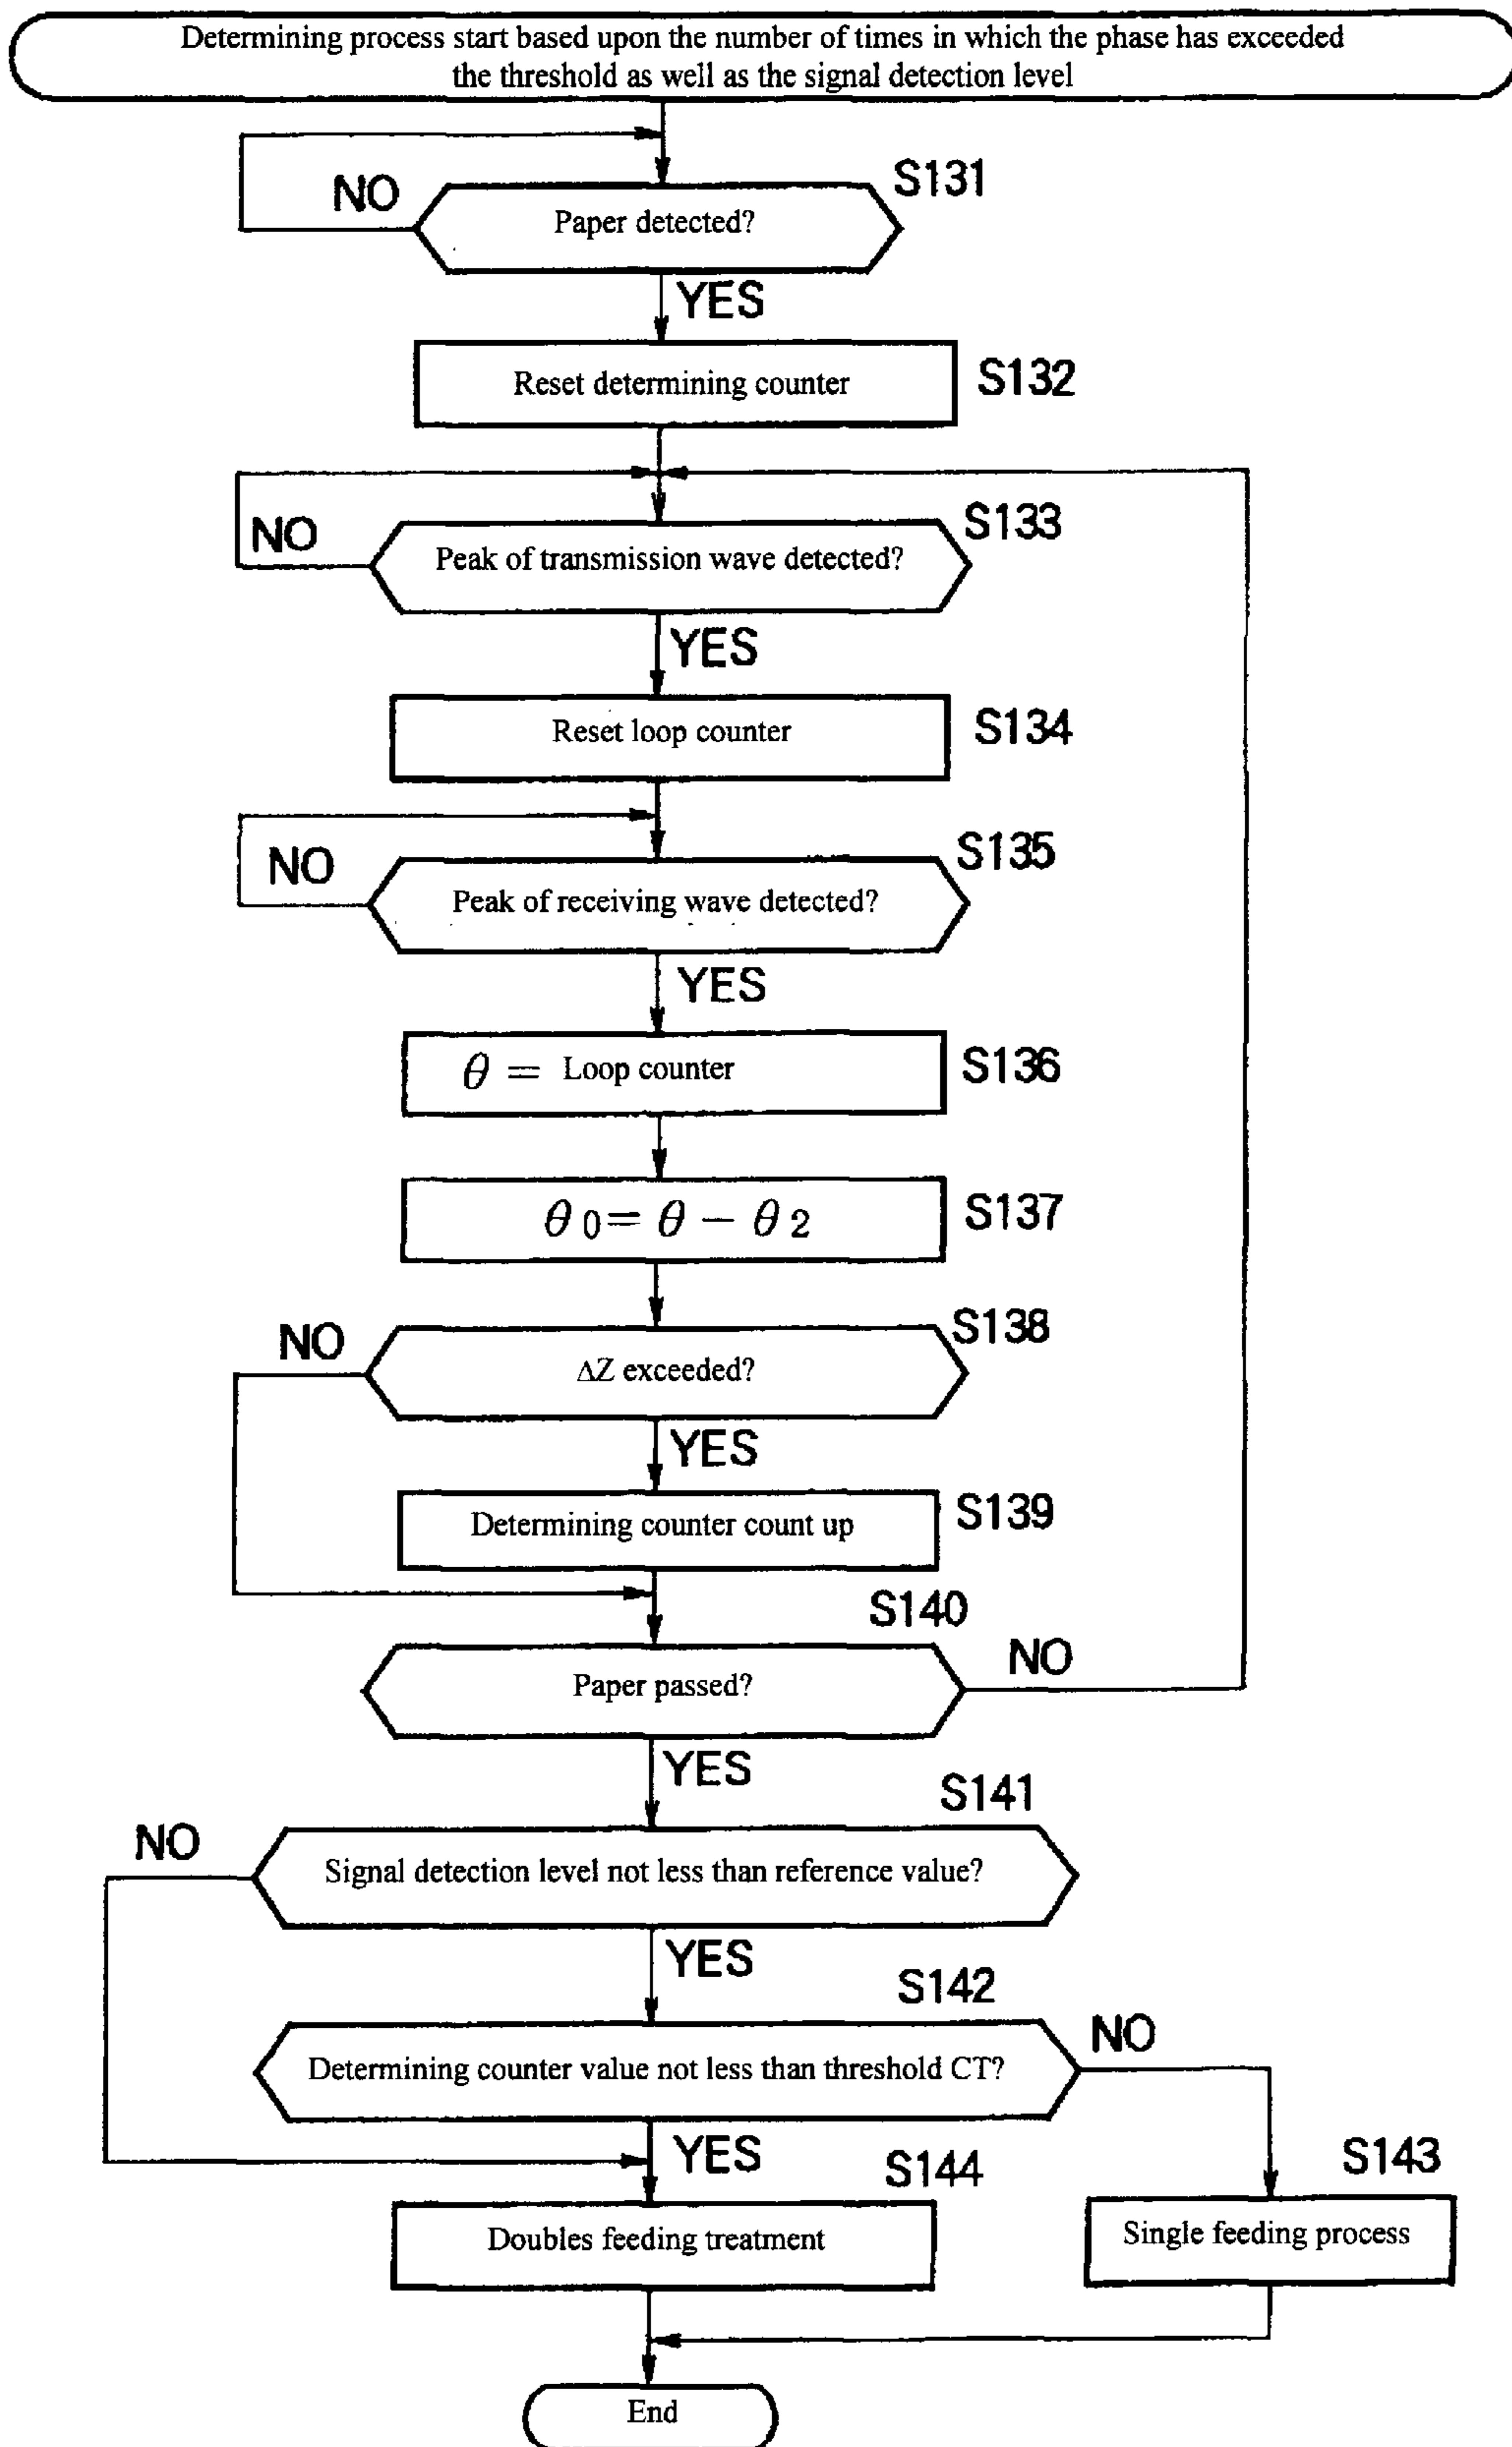 Determining process start based upon the number of times in which the phase has exceeded
the threshold as well as the signal detection level
S131
NO
Paper detected?
YES
Reset determining counter
S132
S133
NO
Peak of transmission wave detected?
YES
Reset loop counter
S134
S135
NO
Peak of receiving wave detected?
YES
θ = Loop counter
S136
θ0= θ − θ2
S137
S138
NO
ΔZ exceeded?
YES
Determining counter count up
S139
S140
NO
Paper passed?
YES
S141
NO
Signal detection level not less than reference value?
YES
S142
NO
Determining counter value not less than threshold CT?
YES
S144
S143
Doubles feeding treatment
Single feeding process
End